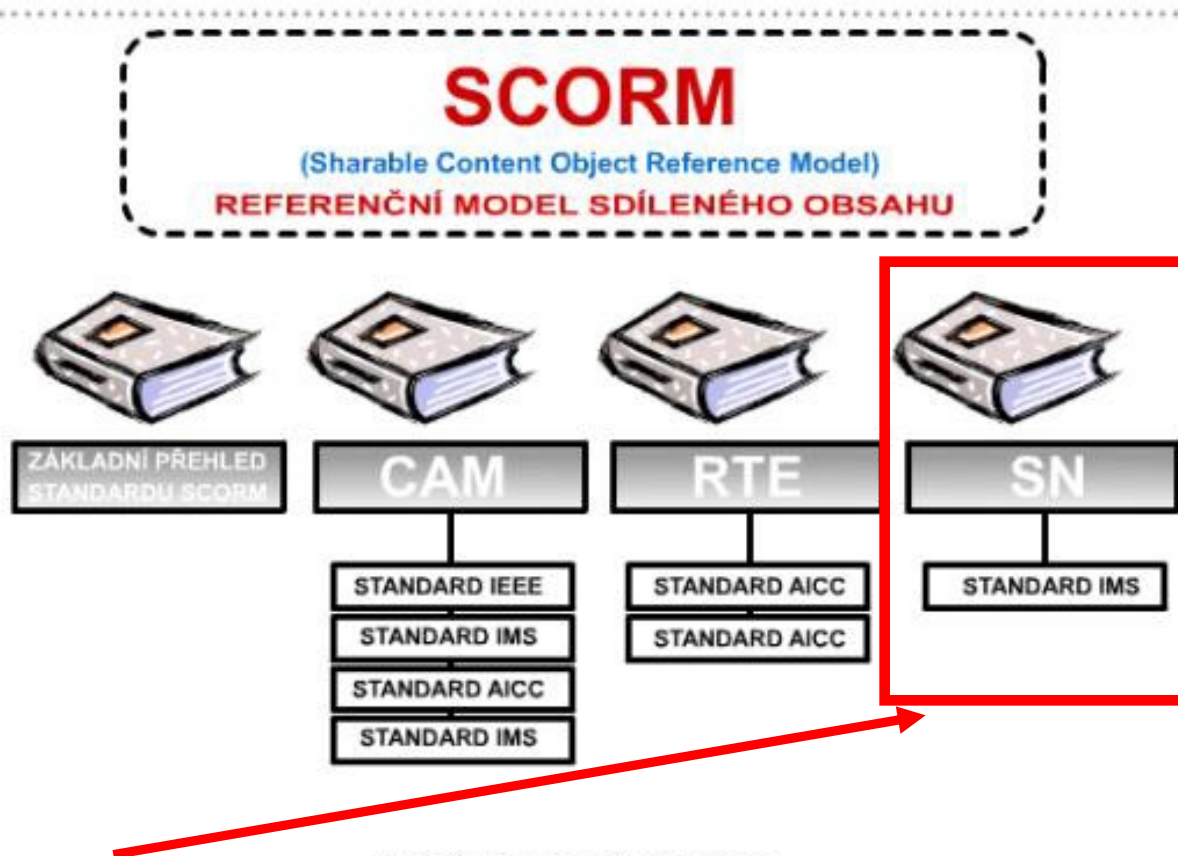 SCORM
(Sharable Content Object Reference Model)
REFERENČNÍ MODEL SDÍLENÉHO OBSAHU
ZÁKLADNÍ PŘEHLED
STANDARDU SCORM
CAM
STANDARD IEEE
STANDARD IMS
STANDARD AICC
STANDARD IMS
RTE
STANDARD AICC
STANDARD AICC
SN
STANDARD IMS